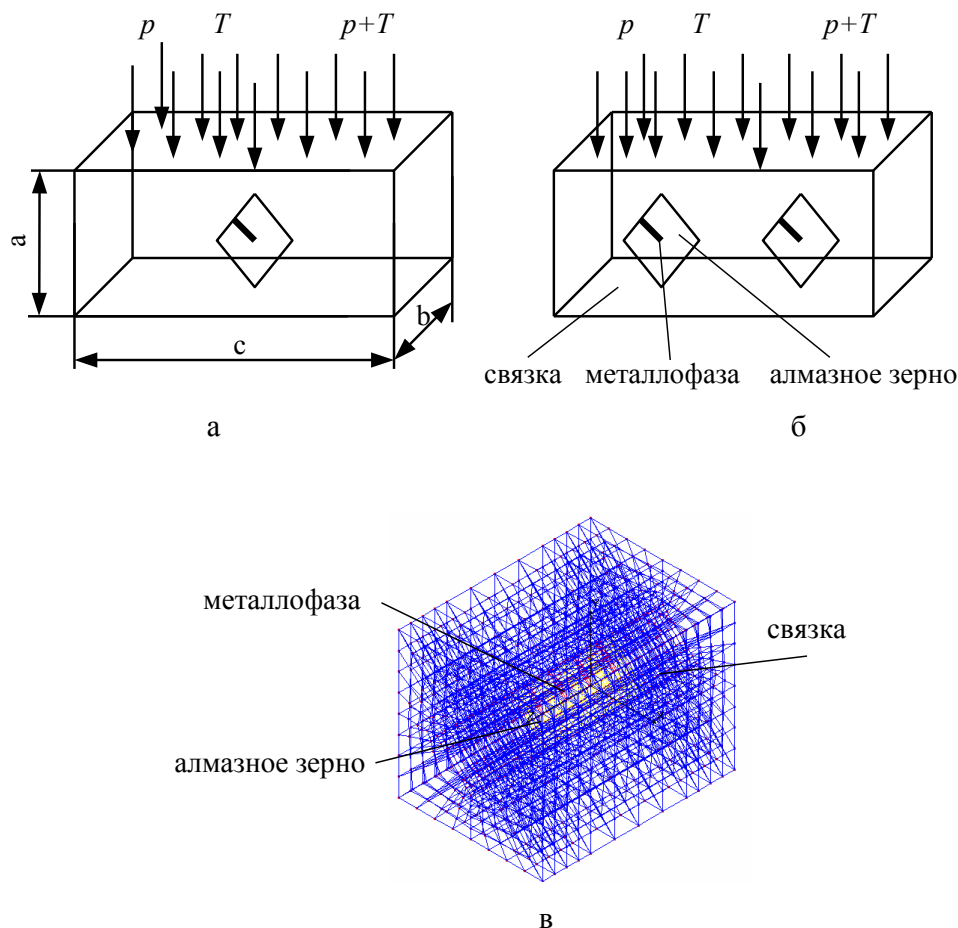 p T p+T
p T p+T
a
b
c
связка металлофаза алмазное зерно
а
б
металлофаза
связка
алмазное зерно
в